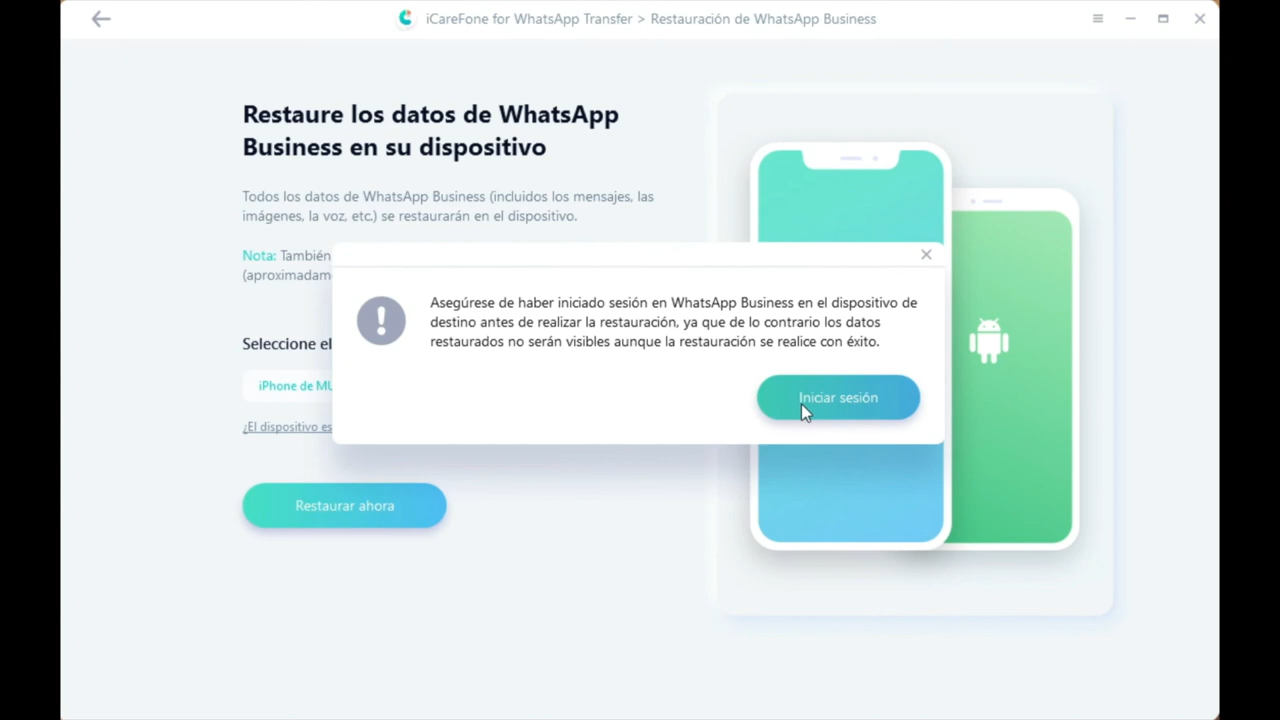 iCareFone for WhatsApp Transfer > Restauración de WhatsApp Business
Restaure los datos de WhatsApp
Business en su dispositivo
Todos los datos de WhatsApp Business (incluidos los mensajes, las
imágenes, la voz, etc.) se restaurarán en el dispositivo.
Nota: También
(aproximadam
Asegúrese de haber iniciado sesión en WhatsApp Business en el dispositivo de
destino antes de realizar la restauración, ya que de lo contrario los datos
restaurados no serán visibles aunque la restauración se realice con éxito.
Iniciar sesión
Seleccione el
iPhone de MU
¿El dispositivo es
Restaurar ahora